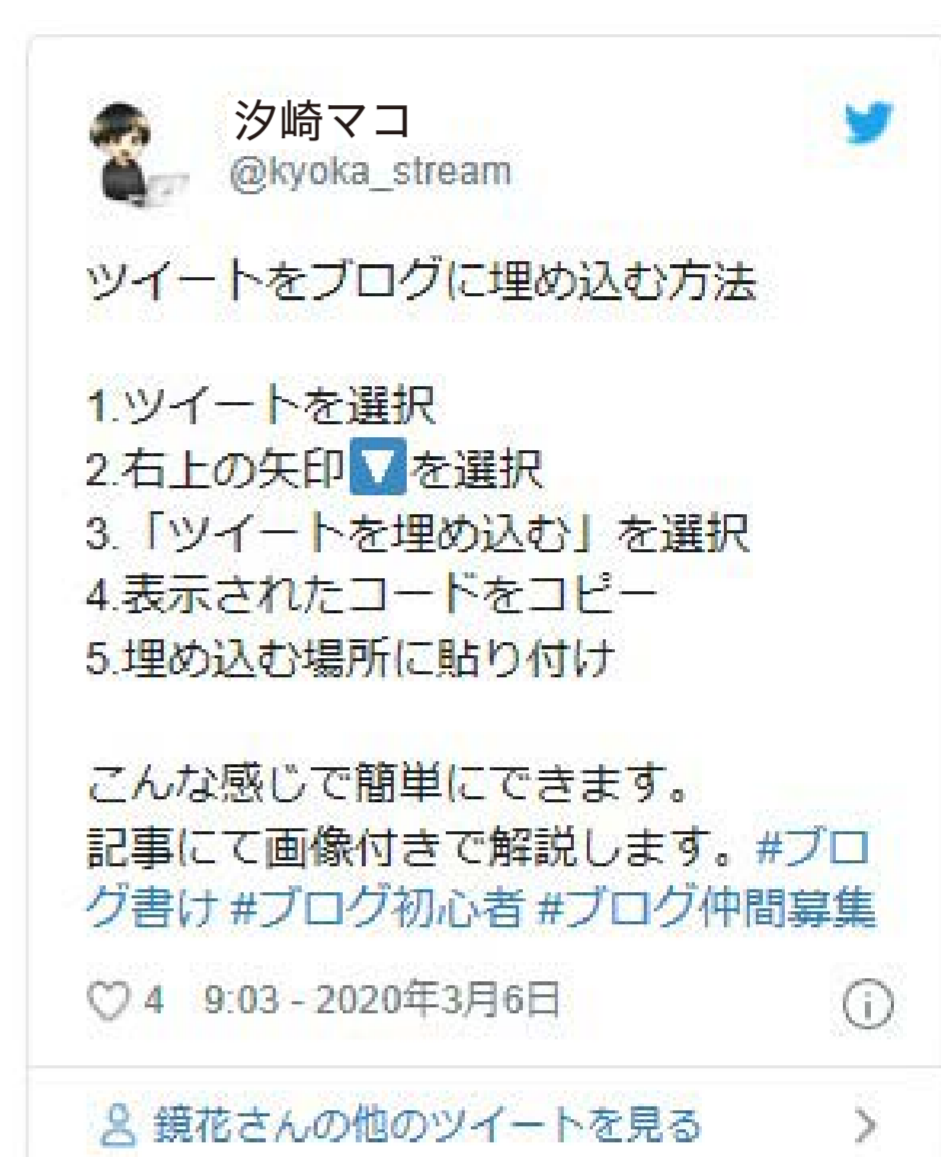 汐崎マコ
@kyoka_stream
ツイートをブログに埋め込む方法
1.ツイートを選択
2.右上の矢印🔽を選択
3.「ツイートを埋め込む」を選択
4.表示されたコードをコピー
5.埋め込む場所に貼り付け
こんな感じで簡単にできます。
記事にて画像付きで解説します。#ブロ
グ書け #ブログ初心者 #ブログ仲間募集
4 9:03 - 2020年3月6日
鏡花さんの他のツイートを見る